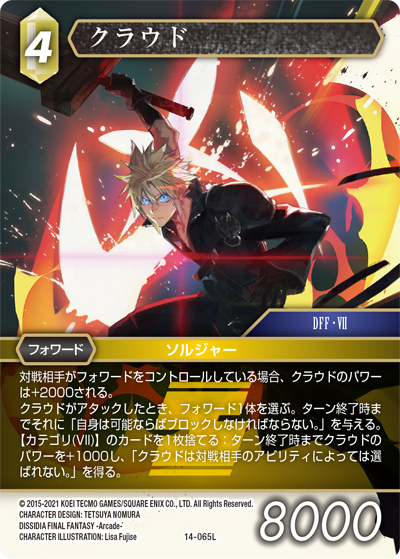 4
クラウド
DFF・VII
フォワード
ソルジャー
対戦相手がフォワードをコントロールしている場合、クラウドのパワー
は+2000される。
クラウドがアタックしたとき、フォワード1体を選ぶ。ターン終了時ま
でそれに「自身は可能ならばブロックしなければならない。」を与える。
【カテゴリ(VII)】のカードを1枚捨てる：ターン終了時までクラウドの
パワーを+1000し、「クラウドは対戦相手のアビリティによっては選
ばれない。」を得る。
© 2015-2021 KOEI TECMO GAMES/SQUARE ENIX CO., LTD. All Rights Reserved.
CHARACTER DESIGN: TETSUYA NOMURA
DISSIDIA FINAL FANTASY -Arcade-
CHARACTER ILLUSTRATION: Lisa Fujise
14-065L
8000